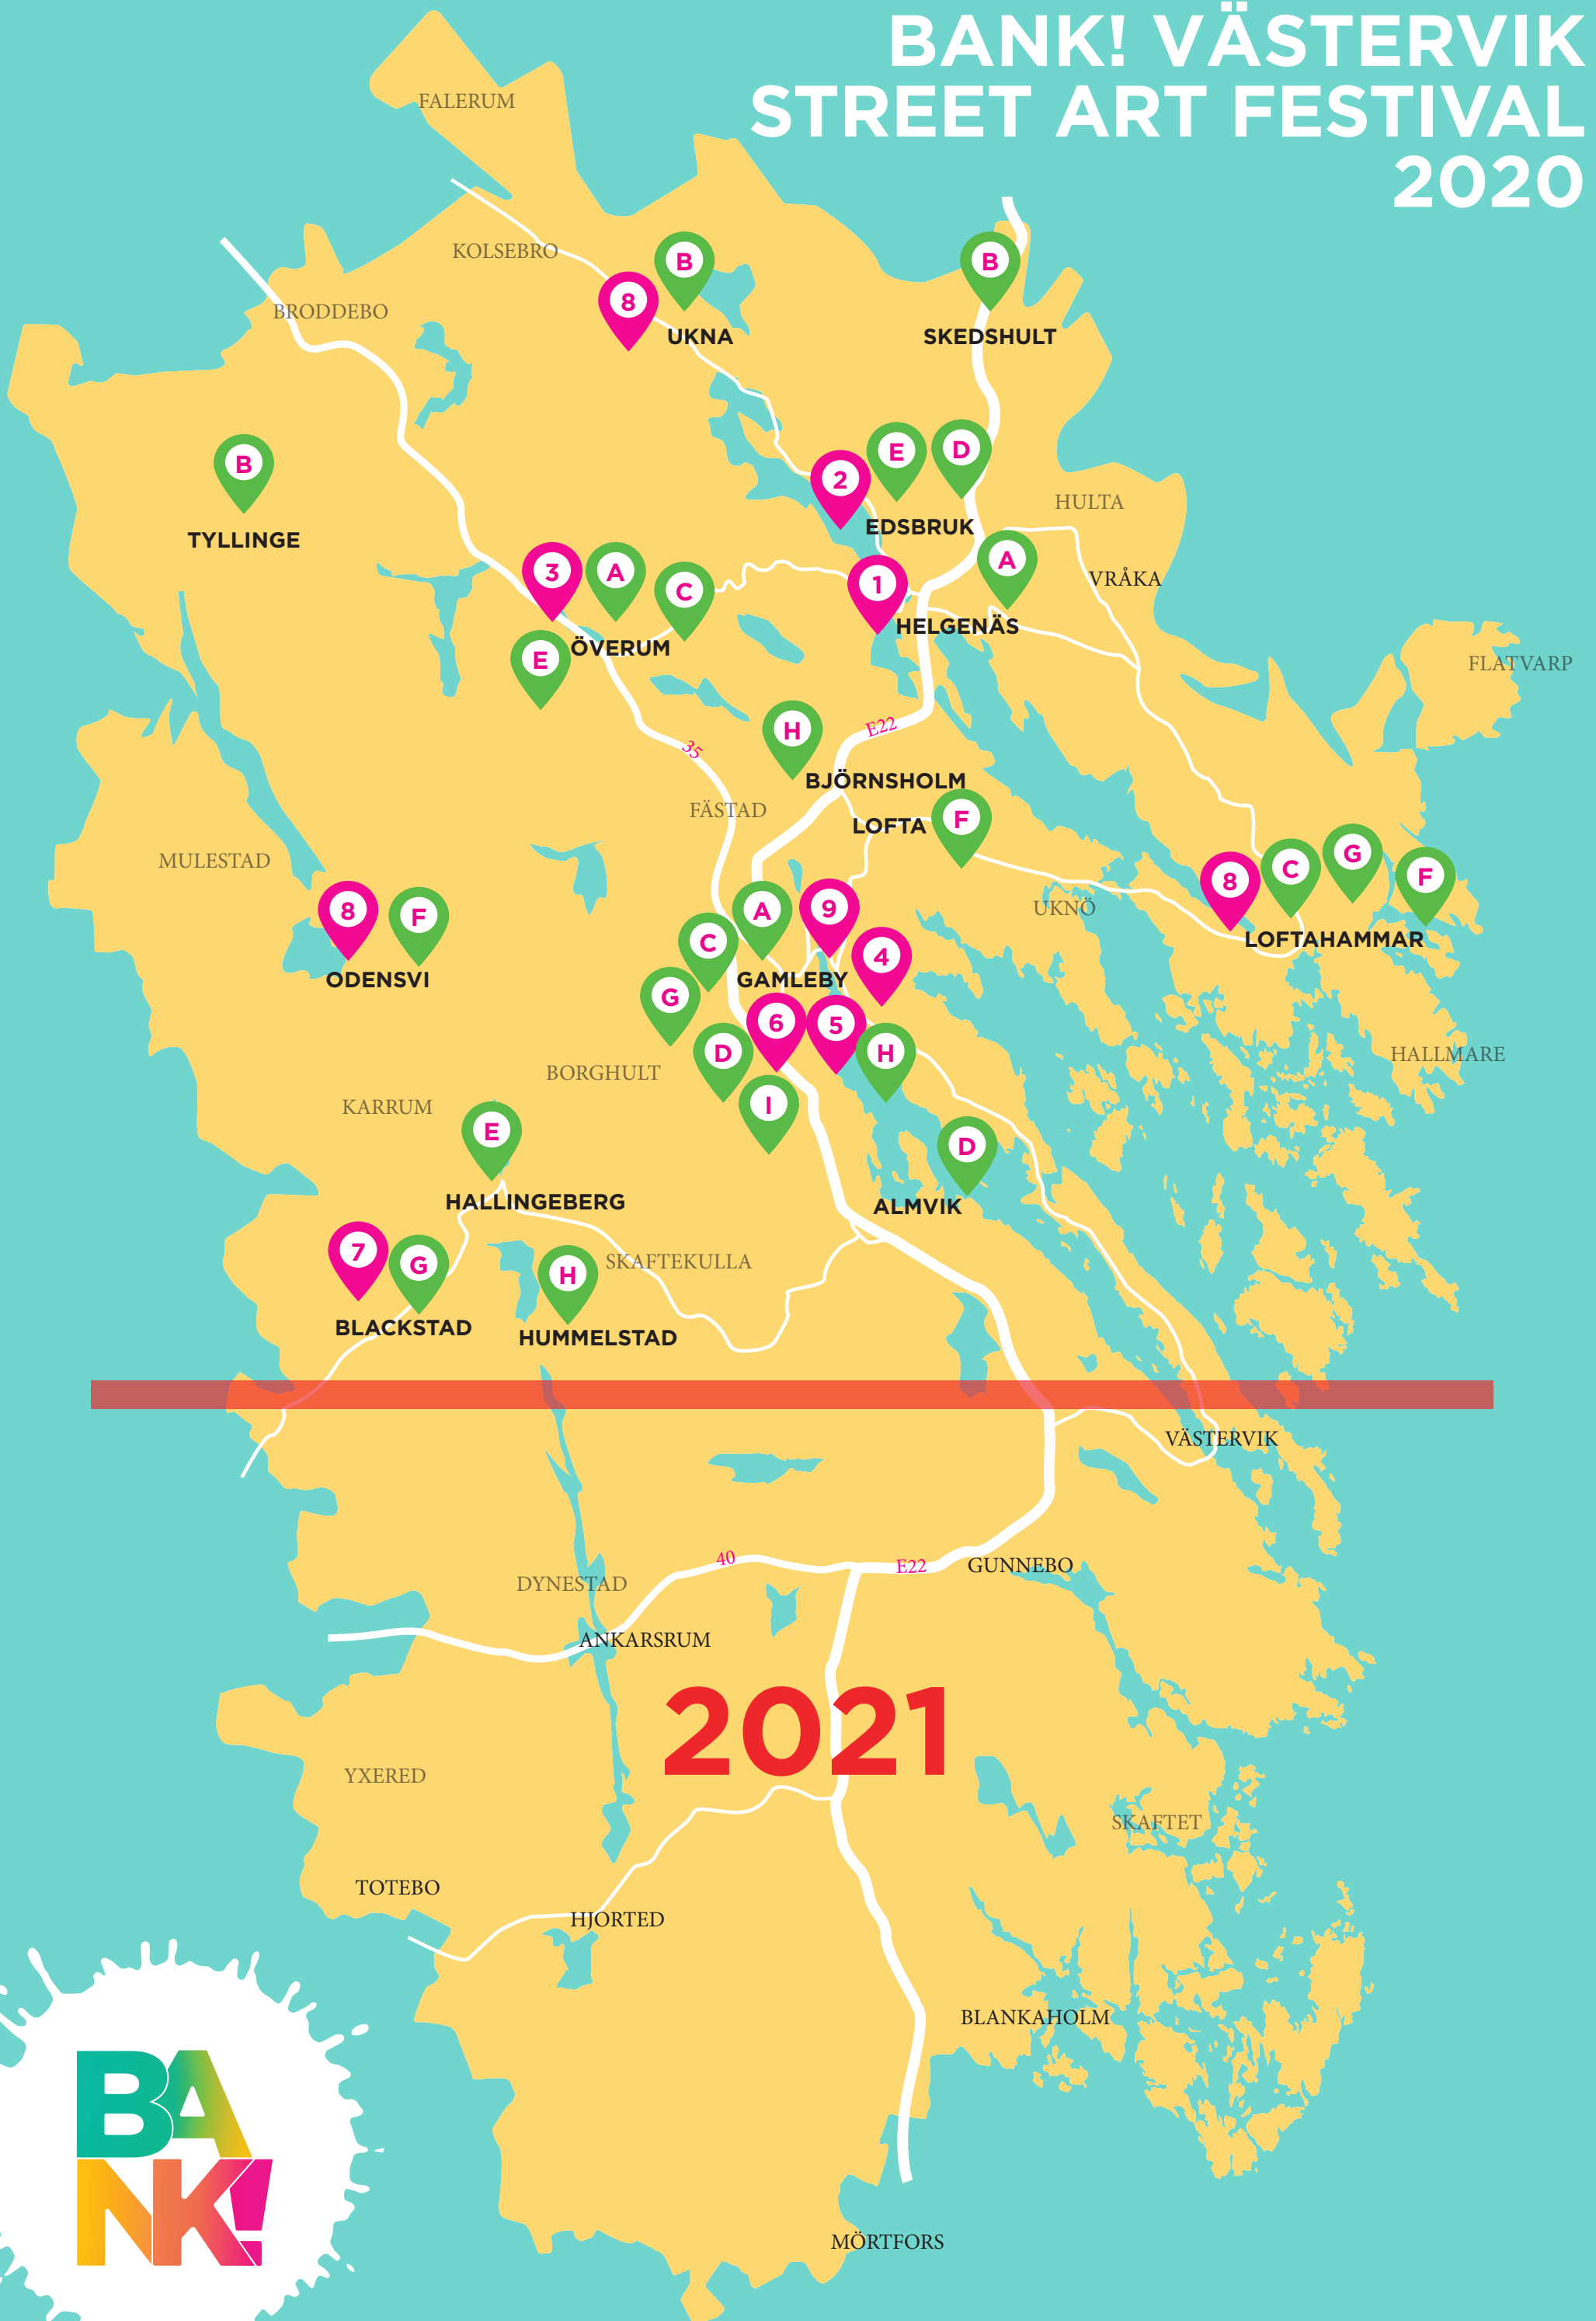 BANK! VÄSTERVIK
STREET ART FESTIVAL
2020
FALERUM
KOLSEBRO
B
B
8
BRODDEBO
UKNA
SKEDSHULT
B
E
D
2
HULTA
EDSBRUK
TYLLINGE
3
A
C
1
A
VRÅKA
HELGENÄS
ÖVERUM
E
FLATVARP
H
E22
35
BJÖRNSHOLM
FÄSTAD
LOFTA
F
MULESTAD
8
C
G
F
8
F
A
9
UKNÖ
LOFTAHAMMAR
C
4
ODENSVI
GAMLEBY
G
6
5
D
H
HALLMARE
BORGHULT
I
KARRUM
E
D
HALLINGEBERG
ALMVIK
7
G
H
SKAFTEKULLA
BLACKSTAD
HUMMELSTAD
VÄSTERVIK
40
E22
GUNNEBO
DYNESTAD
ANKARSRUM
2021
YXERED
SKAFTET
TOTEBO
HJORTED
BLANKAHOLM
BA
NK!
MÖRTFORS